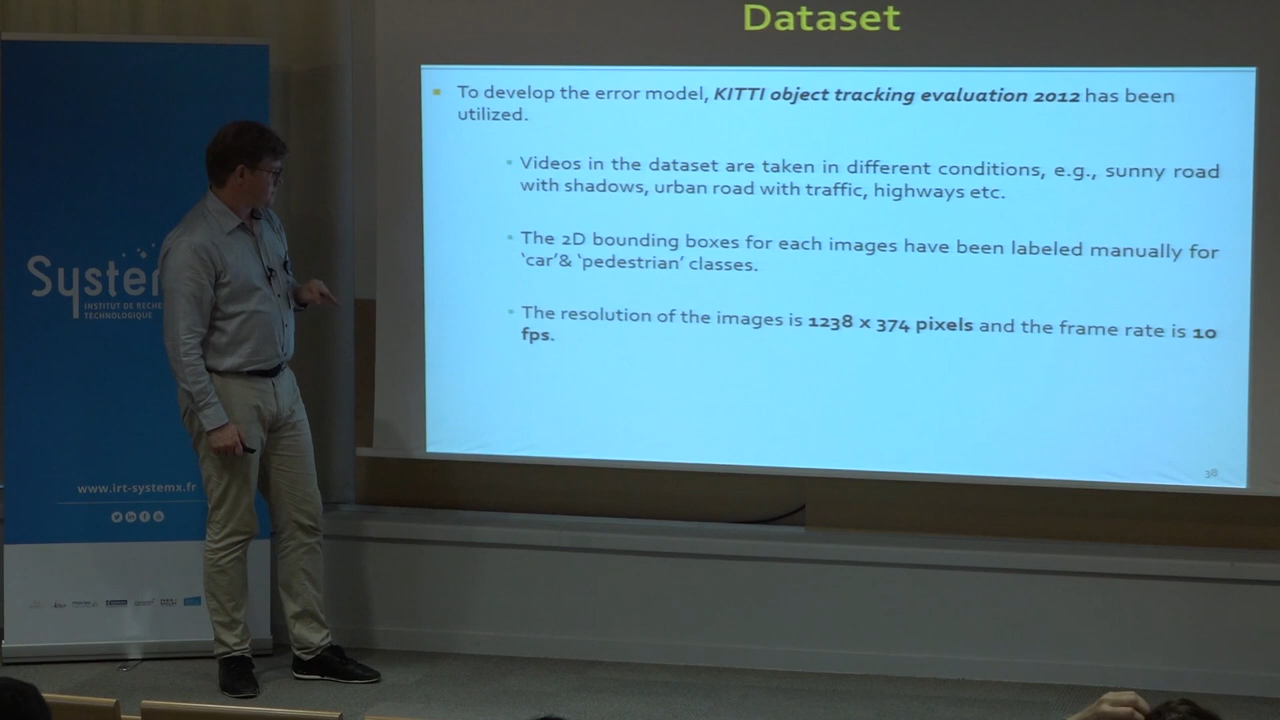 Dataset
To develop the error model, KITTI object tracking evaluation 2012 has been
utilized.
Videos in the dataset are taken in different conditions, e.g., sunny road
with shadows, urban road with traffic, highways etc.
The 2D bounding boxes for each images have been labeled manually for
‘car’& ‘pedestrian’ classes.
The resolution of the images is 1238 x 374 pixels and the frame rate is 10
fps.
38
System
INSTITUT DE RECHE
TECHNOLOGIQUE
www.irt-systemx.fr